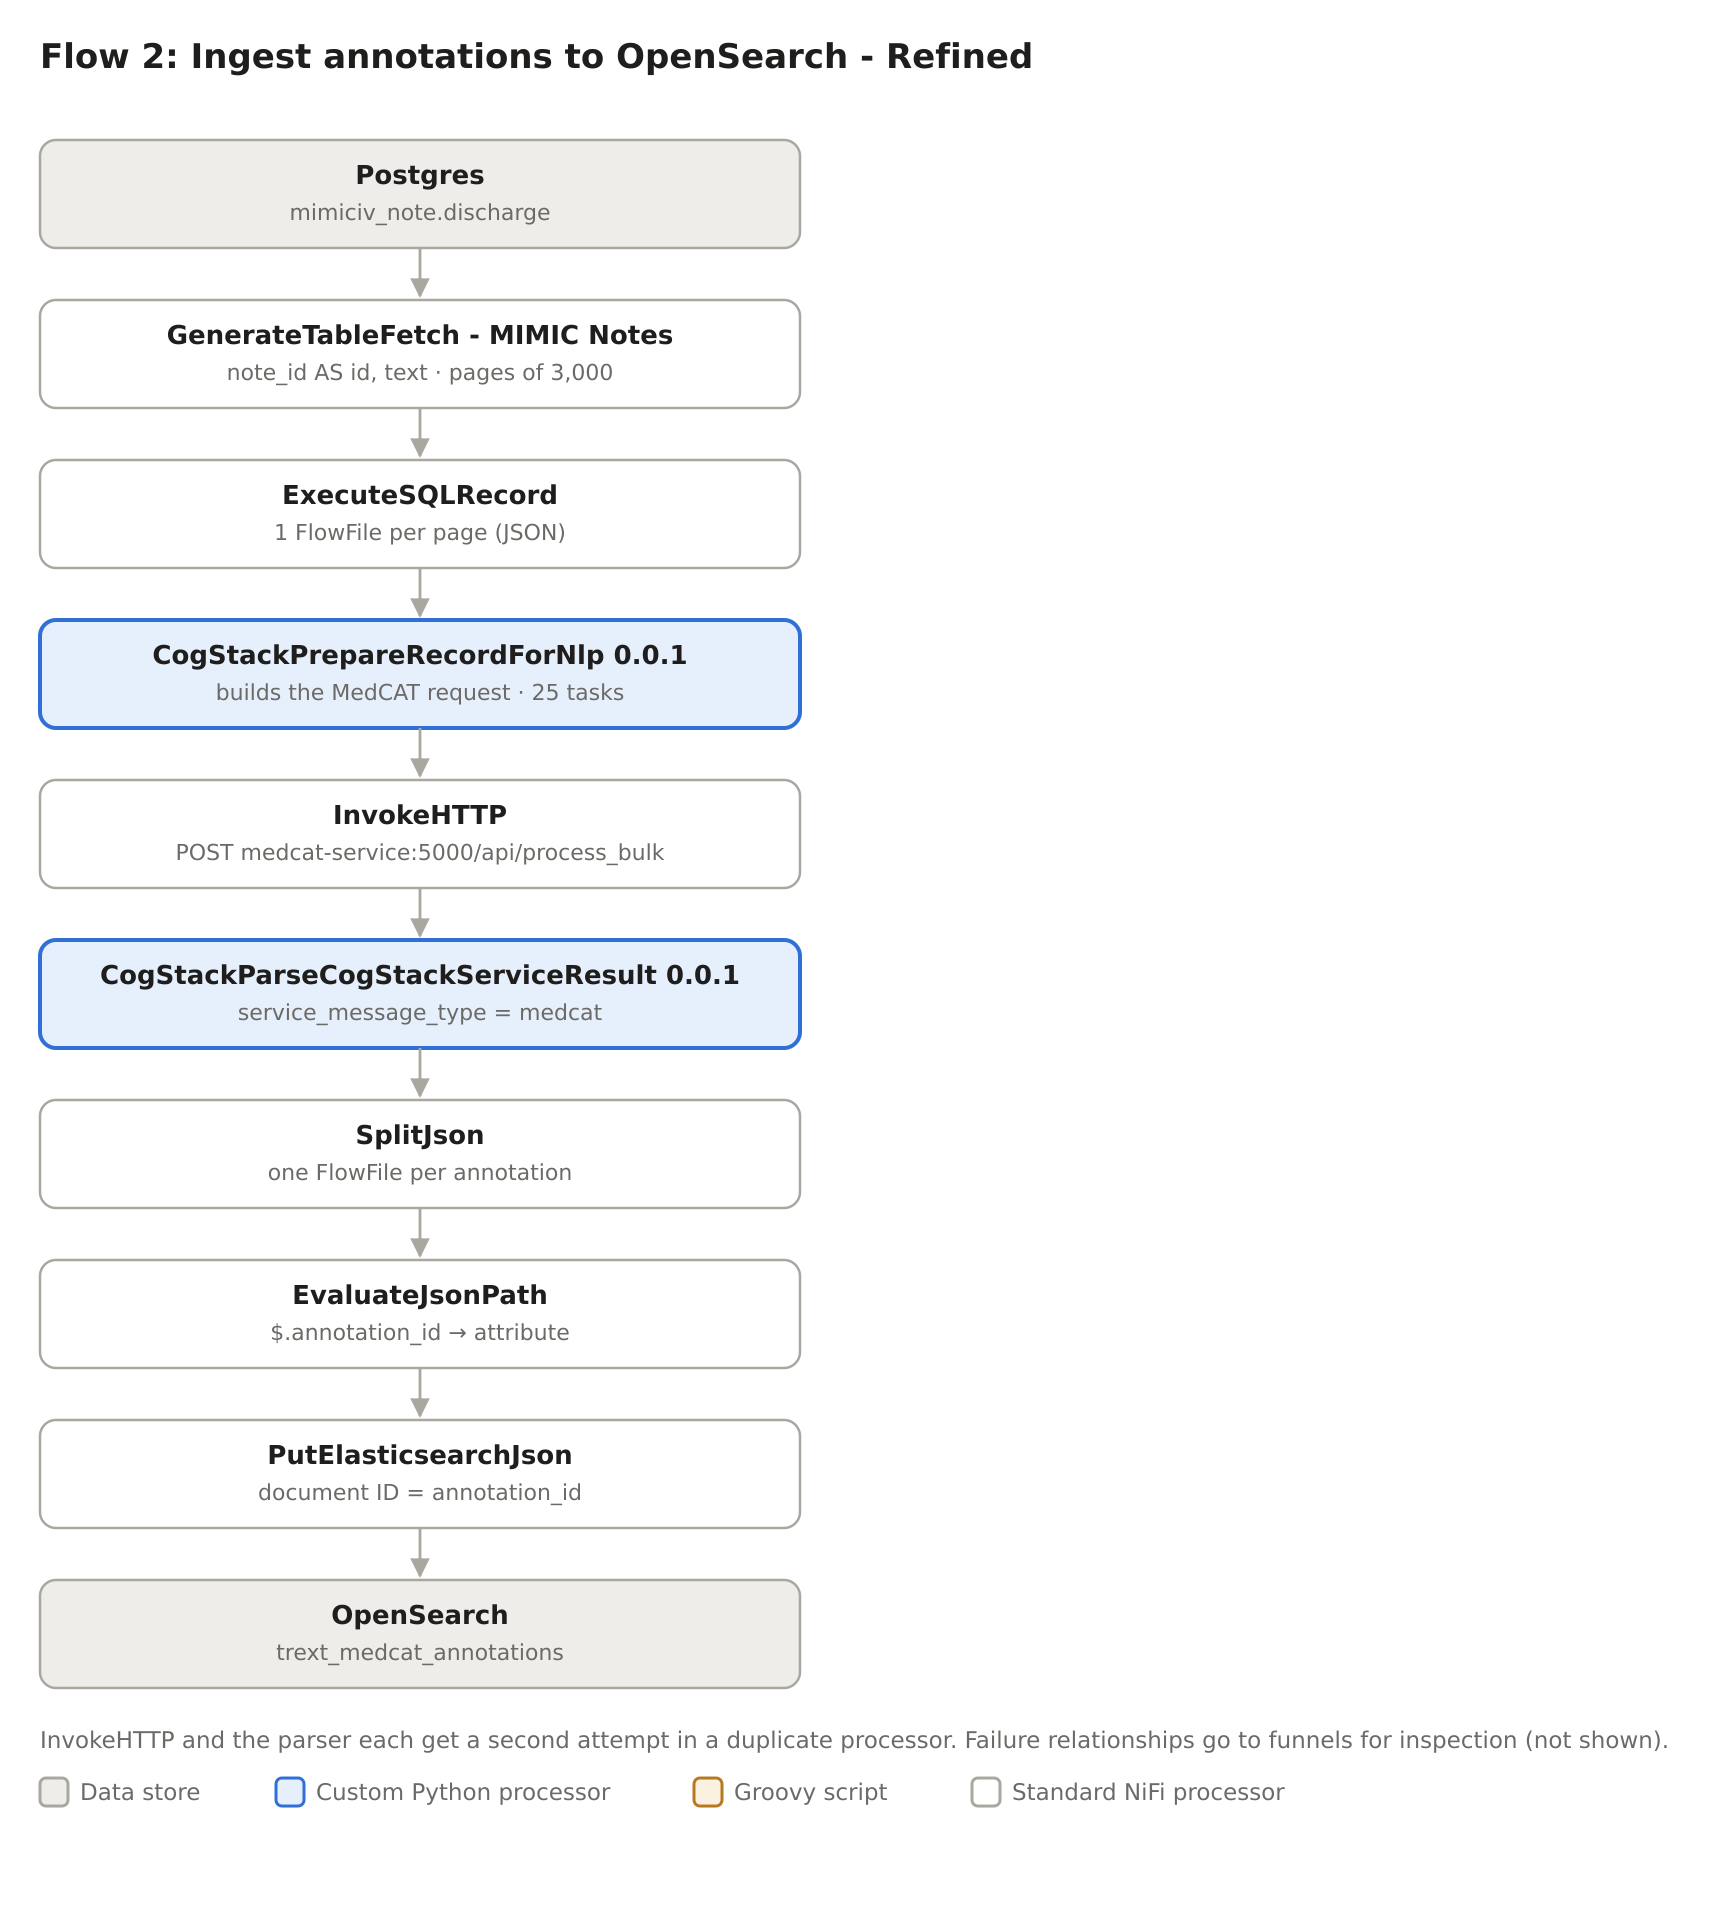 Flow 2: Ingest annotations to OpenSearch - Refined
Postgres
mimiciv_note.discharge
GenerateTableFetch - MIMIC Notes
note_id AS id, text · pages of 3,000
ExecuteSQLRecord
1 FlowFile per page (JSON)
CogStackPrepareRecordForNlp 0.0.1
builds the MedCAT request · 25 tasks
InvokeHTTP
POST medcat-service:5000/api/process_bulk
CogStackParseCogStackServiceResult 0.0.1
service_message_type = medcat
SplitJson
one FlowFile per annotation
EvaluateJsonPath
$.annotation_id → attribute
PutElasticsearchJson
document ID = annotation_id
OpenSearch
trext_medcat_annotations
InvokeHTTP and the parser each get a second attempt in a duplicate processor. Failure relationships go to funnels for inspection (not shown).
Data store
Custom Python processor
Groovy script
Standard NiFi processor